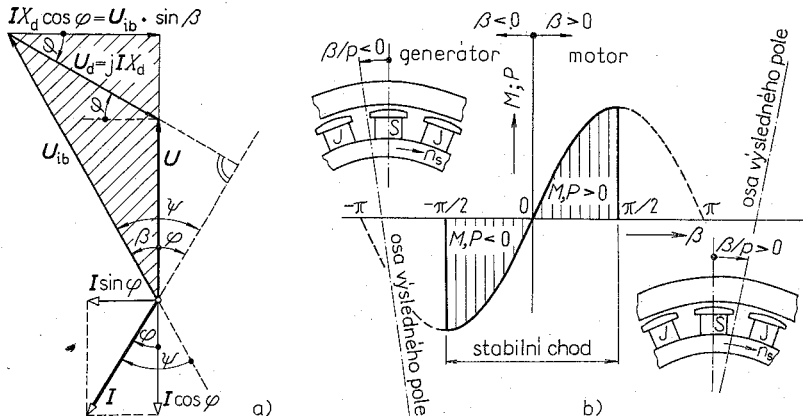 IX_d cos φ = U_ib · sin β
φ
U_d = jIX_d
φ
U_ib
U
ψ
β
φ
I sin φ
φ
ψ
I
I cos φ
a)
β<0
β>0
β/p<0
generátor
motor
M; P
J
S
J
n_s
M,P>0
-π
-π/2
0
π/2
π
M,P<0
β
osa výsledného pole
osa výsledného pole
β/p>0
J
S
J
n_s
stabilní chod
b)